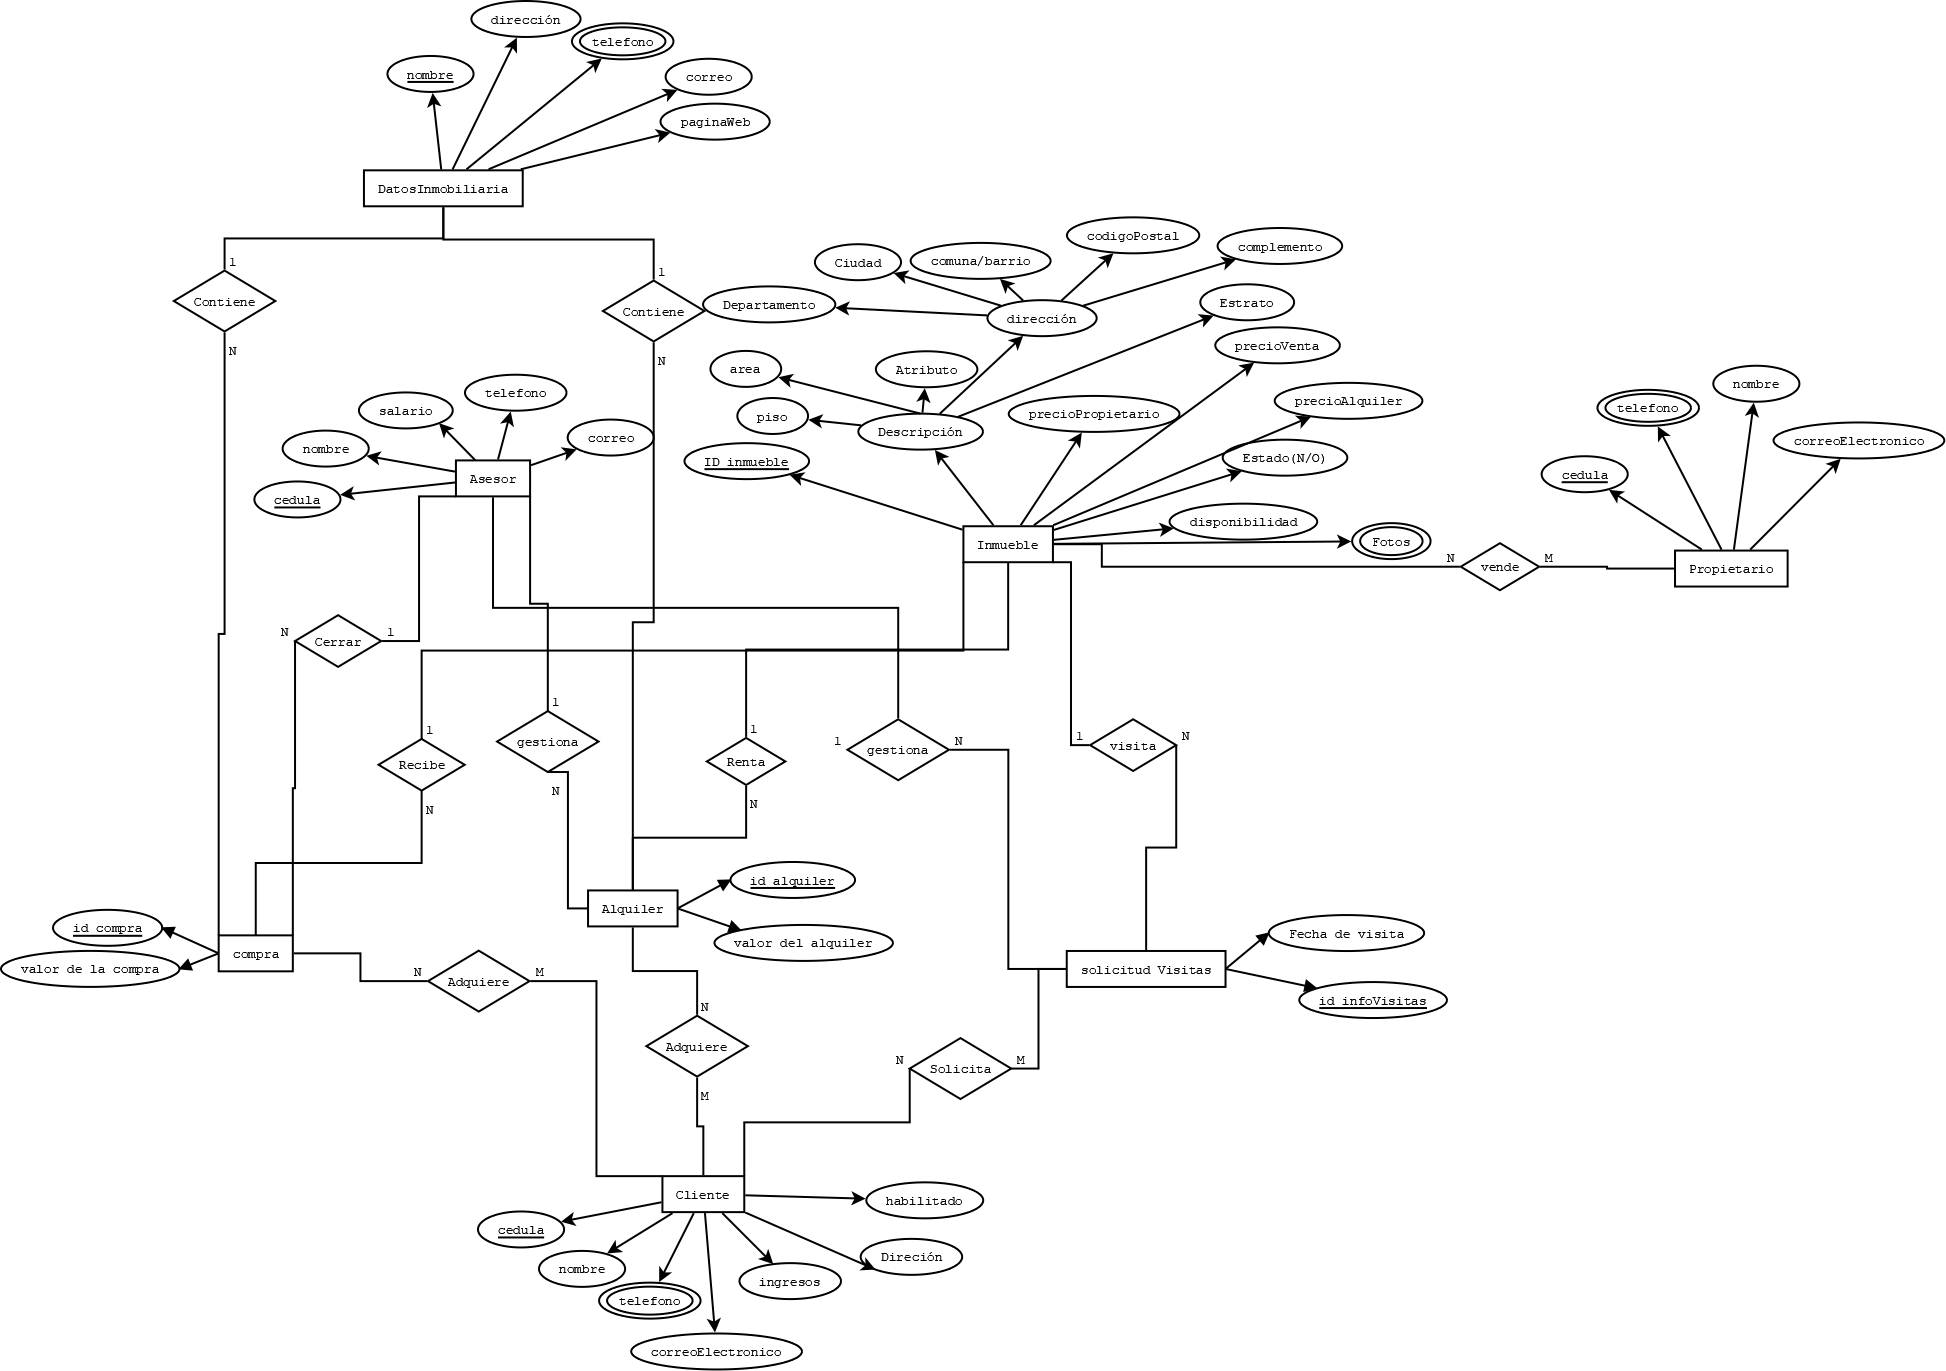 dirección
telefono
nombre
correo
paginaWeb
DatosInmobiliaria
codigoPostal
complemento
Ciudad
comuna/barrio
1
Contiene
1
Contiene
Departamento
dirección
Estrato
N
N
area
Atributo
precioVenta
salario
telefono
piso
Descripción
precioPropietario
precioAlquiler
telefono
nombre
nombre
correo
ID inmueble
Estado(N/O)
correoElectronico
cedula
Asesor
cedula
disponibilidad
Inmueble
Fotos
N
vende
M
Propietario
N
Cerrar
1
1
gestiona
N
1
Recibe
N
1
Renta
N
1
gestiona
N
1
visita
N
id alquiler
Alquiler
valor del alquiler
id compra
compra
valor de la compra
Fecha de visita
solicitud Visitas
id infoVisitas
N
Adquiere
M
N
Adquiere
M
N
Solicita
M
Cliente
habilitado
cedula
nombre
telefono
correoElectronico
ingresos
Direción